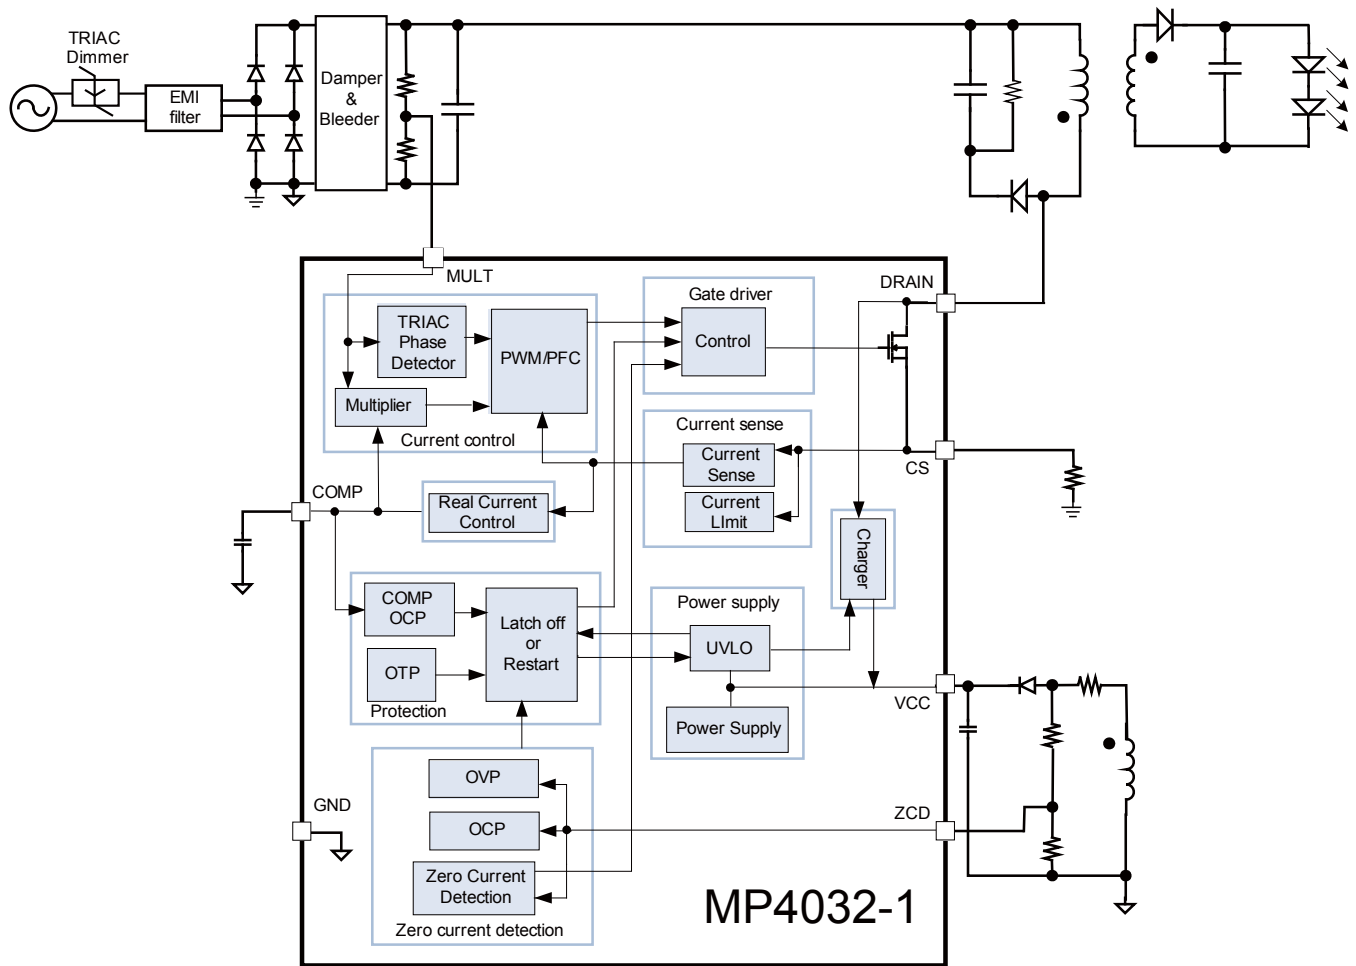 TRIAC
Dimmer
EMI
filter
Damper
&
Bleeder
MULT
DRAIN
Gate driver
TRIAC
Phase
Detector
PWM/PFC
Control
Multiplier
Current control
Current sense
Current
Sense
CS
COMP
Real Current
Control
Current
LImit
Charger
COMP
OCP
Latch off
or
Restart
Power supply
UVLO
OTP
Protection
VCC
Power Supply
OVP
GND
ZCD
OCP
Zero Current
Detection
Zero current detection
MP4032-1